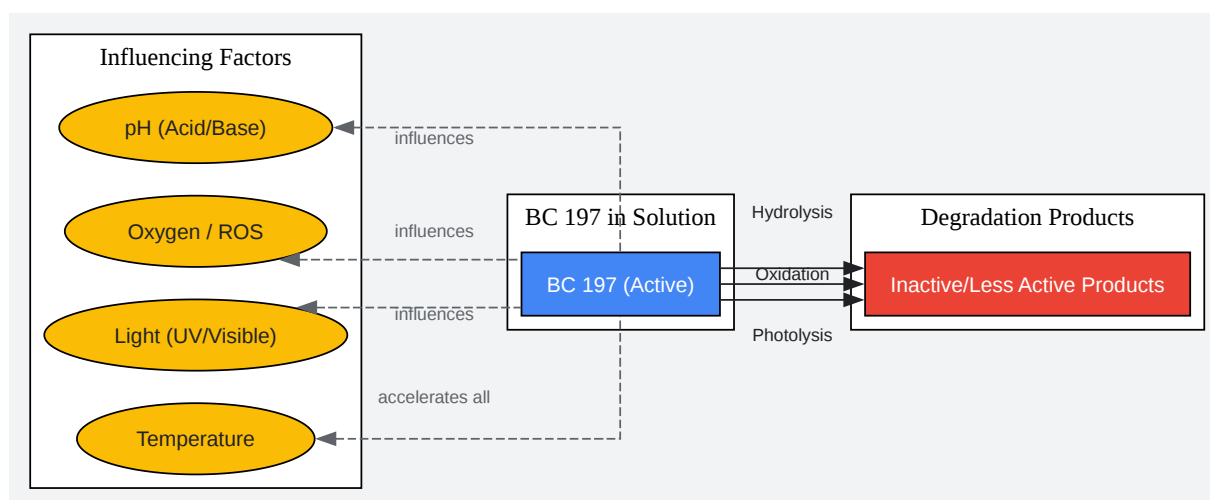 Influencing Factors
pH (Acid/Base)
Oxygen / ROS
Light (UV/Visible)
Temperature
influences
influences
influences
accelerates all
BC 197 in Solution
BC 197 (Active)
Hydrolysis
Oxidation
Photolysis
Degradation Products
Inactive/Less Active Products